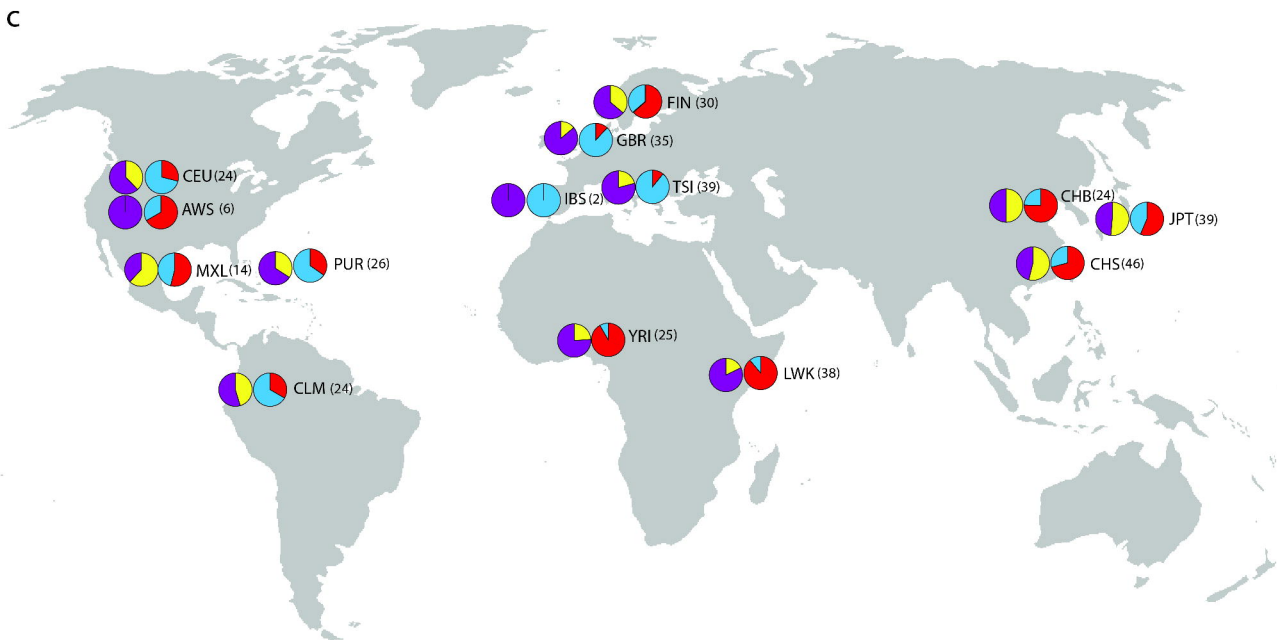 C
FIN (30)
GBR (35)
CEU (24)
TSI (39)
IBS (2)
CHB (24)
AWS (6)
JPT (39)
MXL (14)
PUR (26)
CHS (46)
YRI (25)
LWK (38)
CLM (24)